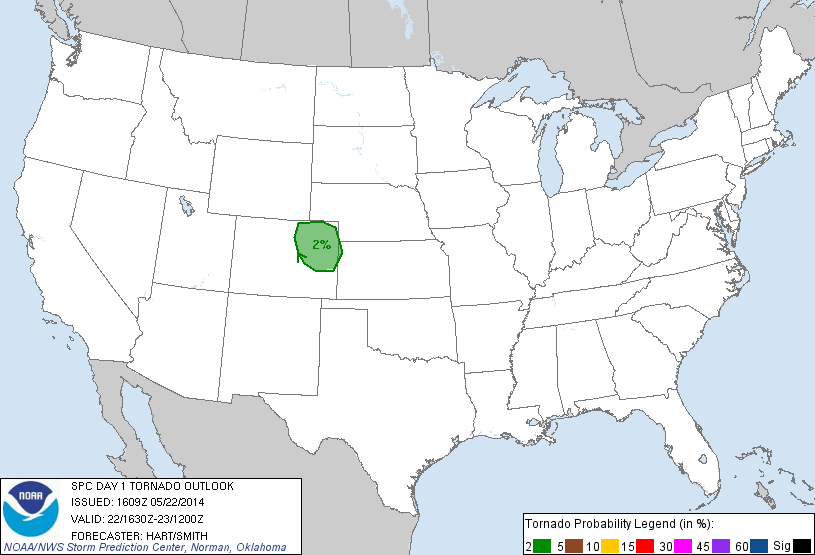 2%
SPC DAY 1 TORNADO OUTLOOK
ISSUED: 1609Z 05/22/2014
VALID: 22/1630Z-23/1200Z
FORECASTER: HART/SMITH
NOAA/NWS Storm Prediction Center, Norman, Oklahoma
NOAA
Tornado Probability Legend (in %):
2 5 10 15 30 45 60 Sig